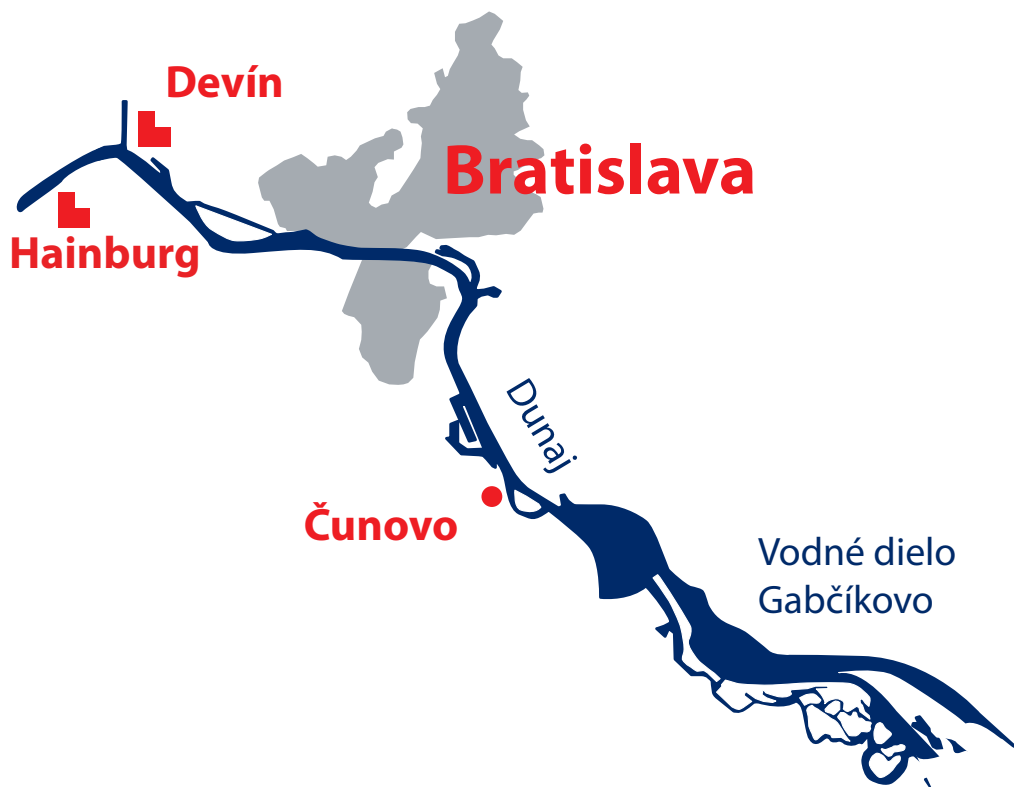 Devín
Bratislava
Hainburg
Dunaj
Čunovo
Vodné dielo
Gabčíkovo